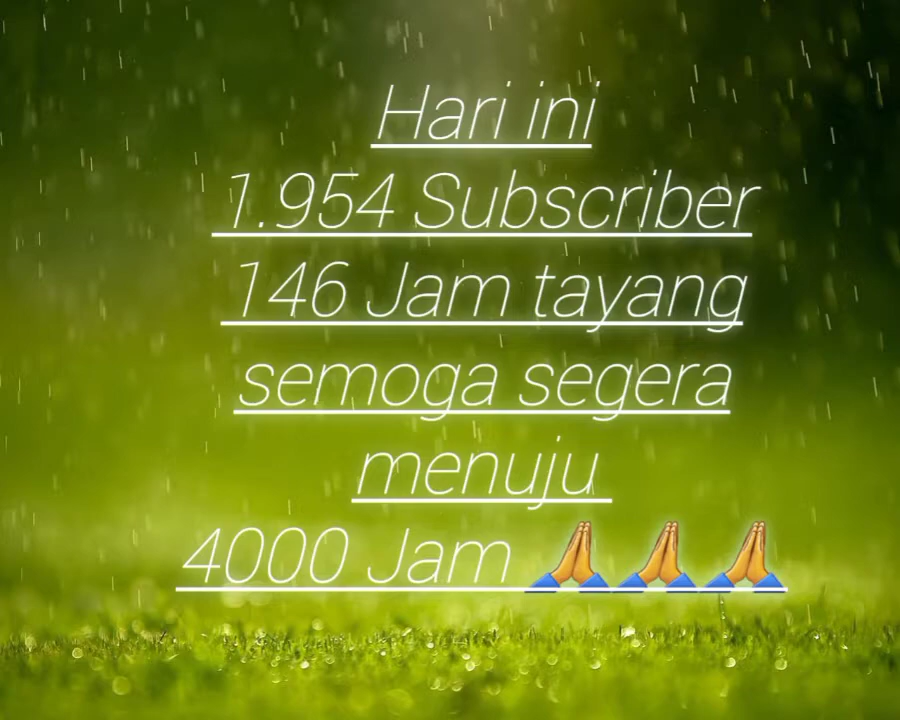 Hari ini
1.954 Subscriber
146 Jam tayang
semoga segera
menuju
4000 Jam 🙏🙏🙏